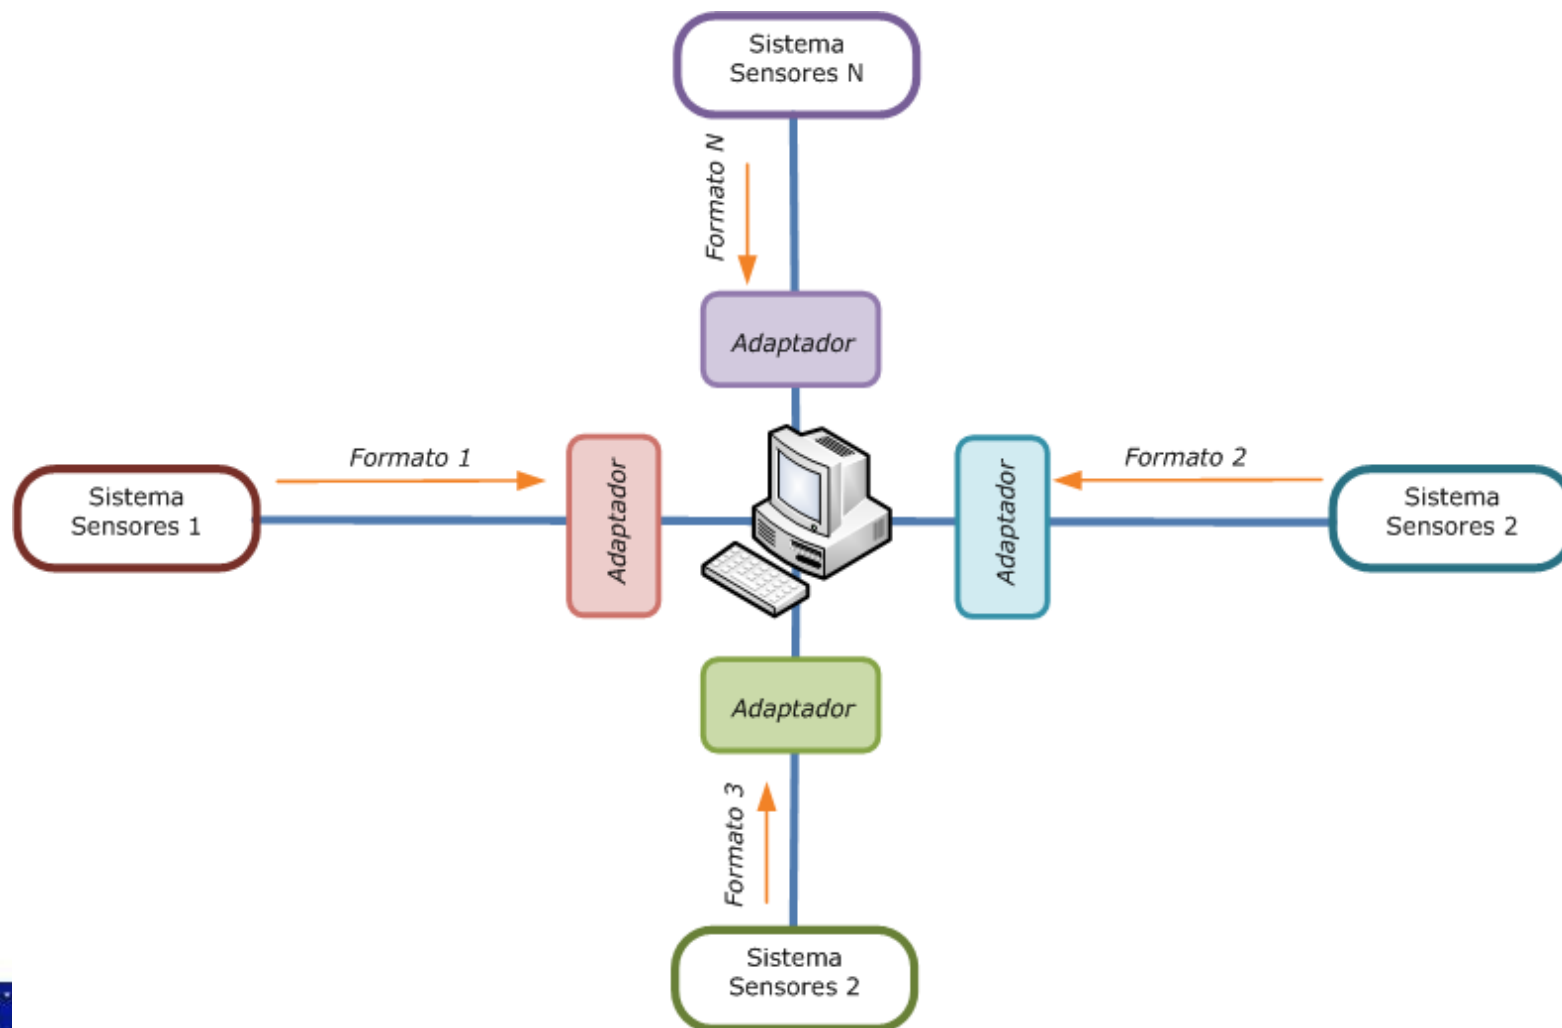 Sistema
Sensores N
Formato N
Adaptador
Formato 1
Formato 2
Sistema
Sensores 1
Adaptador
Adaptador
Sistema
Sensores 2
Adaptador
Formato 3
Sistema
Sensores 2